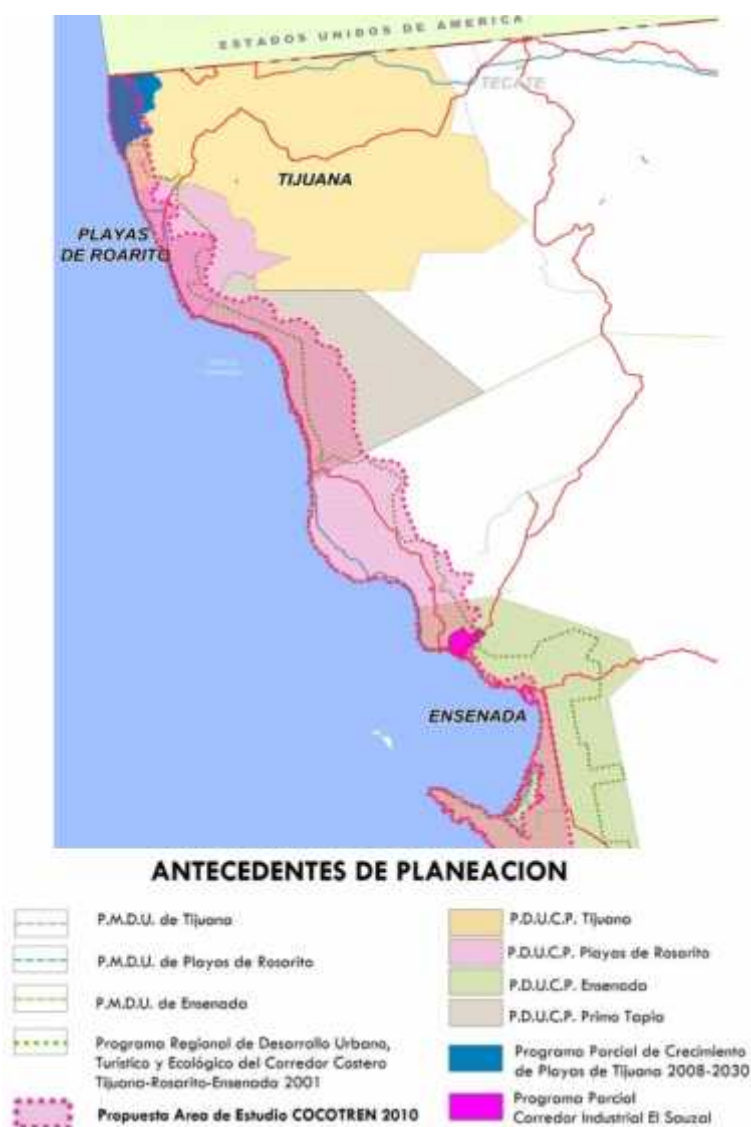 ESTADOS UNIDOS DE AMERICA
TECATE
TIJUANA
PLAYAS
DE ROARITO
ENSENADA
ANTECEDENTES DE PLANEACION
P.M.D.U. de Tijuana
P.M.D.U. de Playas de Rosarito
P.M.D.U. de Ensenada
Programa Regional de Desarrollo Urbano,
Turístico y Ecológico del Corredor Costero
Tijuana-Rosarito-Ensenada 2001
Propuesta Area de Estudio COCOTREN 2010
P.D.U.C.P. Tijuana
P.D.U.C.P. Playas de Rosarito
P.D.U.C.P. Ensenada
P.D.U.C.P. Primo Tapia
Programa Parcial de Crecimiento
de Playas de Tijuana 2008-2030
Programa Parcial
Corredor Industrial El Sauzal